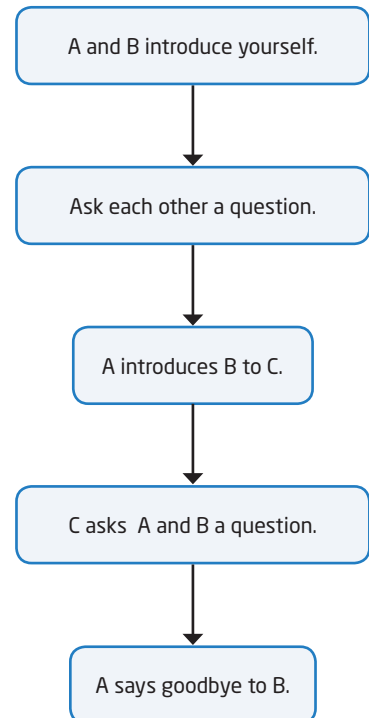 A and B introduce yourself.
Ask each other a question.
A introduces B to C.
C asks  A and B a question.
A says goodbye to B.